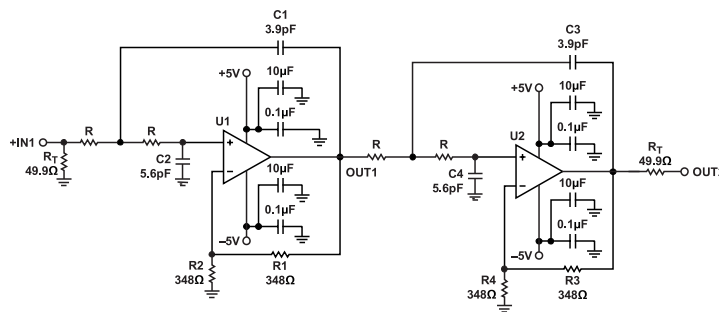 C1
3.9pF
+5V
10µF
U1
0.1µF
+IN1
R
R
RT
49.9Ω
C2
5.6pF
+
−
10µF
0.1µF
−5V
R2
348Ω
R1
348Ω
OUT1
C3
3.9pF
+5V
10µF
U2
0.1µF
R
R
C4
5.6pF
+
−
10µF
0.1µF
−5V
R4
348Ω
R3
348Ω
RT
49.9Ω